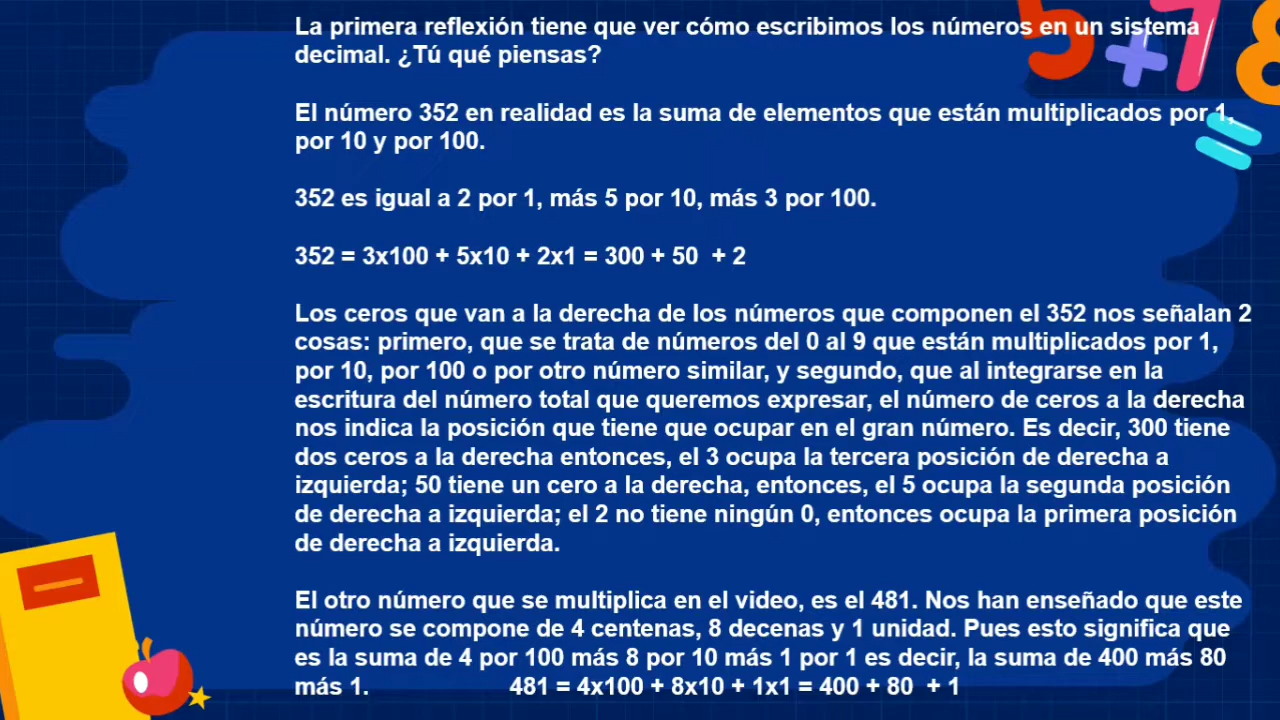 La primera reflexión tiene que ver cómo escribimos los números en un sistema
decimal. ¿Tú qué piensas?
El número 352 en realidad es la suma de elementos que están multiplicados por 1,
por 10 y por 100.
352 es igual a 2 por 1, más 5 por 10, más 3 por 100.
352 = 3x100 + 5x10 + 2x1 = 300 + 50  + 2
Los ceros que van a la derecha de los números que componen el 352 nos señalan 2
cosas: primero, que se trata de números del 0 al 9 que están multiplicados por 1,
por 10, por 100 o por otro número similar, y segundo, que al integrarse en la
escritura del número total que queremos expresar, el número de ceros a la derecha
nos indica la posición que tiene que ocupar en el gran número. Es decir, 300 tiene
dos ceros a la derecha entonces, el 3 ocupa la tercera posición de derecha a
izquierda; 50 tiene un cero a la derecha, entonces, el 5 ocupa la segunda posición
de derecha a izquierda; el 2 no tiene ningún 0, entonces ocupa la primera posición
de derecha a izquierda.
El otro número que se multiplica en el video, es el 481. Nos han enseñado que este
número se compone de 4 centenas, 8 decenas y 1 unidad. Pues esto significa que
es la suma de 4 por 100 más 8 por 10 más 1 por 1 es decir, la suma de 400 más 80
más 1. 481 = 4x100 + 8x10 + 1x1 = 400 + 80  + 1
5+78
=